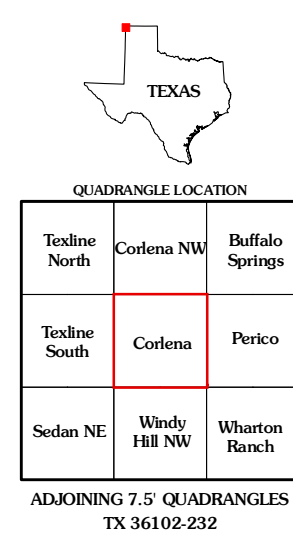 TEXAS
QUADRANGLE LOCATION
Texline North
Corlena NW
Buffalo Springs
Texline South
Corlena
Perico
Sedan NE
Windy Hill NW
Wharton Ranch
ADJOINING 7.5' QUADRANGLES
TX 36102-232